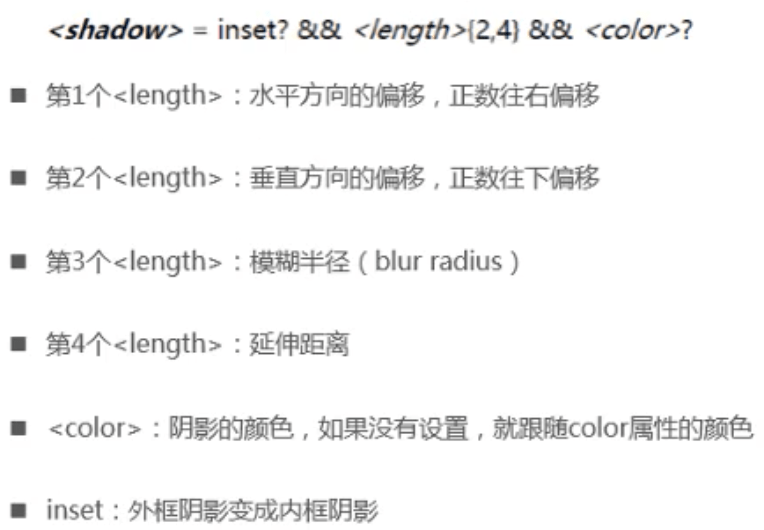 <shadow> = inset? && <length>{2,4} && <color>?
■ 第1个<length>：水平方向的偏移，正数往右偏移
■ 第2个<length>：垂直方向的偏移，正数往下偏移
■ 第3个<length>：模糊半径（blur radius）
■ 第4个<length>：延伸距离
■ <color>：阴影的颜色，如果没有设置，就跟随color属性的颜色
■ inset：外框阴影变成内框阴影